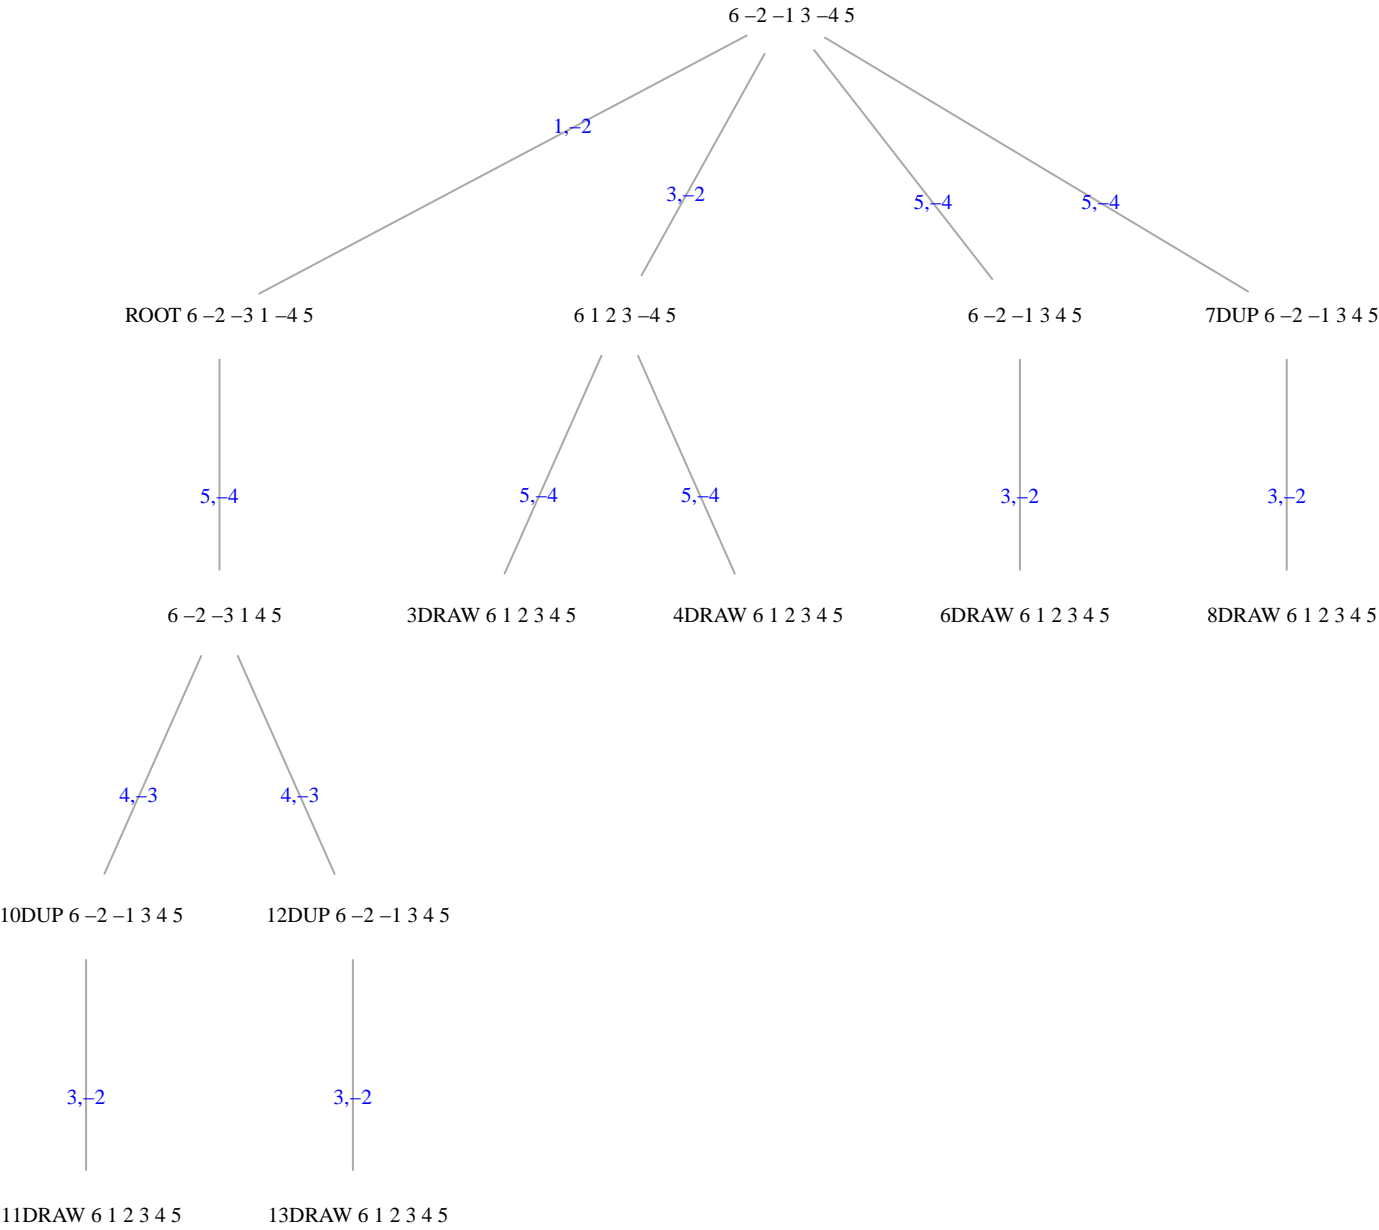 6 –2 –1 3 –4 5
1,–2
3,–2
5,–4
5,–4
ROOT 6 –2 –3 1 –4 5
6 1 2 3 –4 5
6 –2 –1 3 4 5
7DUP 6 –2 –1 3 4 5
5,–4
5,–4
5,–4
3,–2
3,–2
6 –2 –3 1 4 5
3DRAW 6 1 2 3 4 5
4DRAW 6 1 2 3 4 5
6DRAW 6 1 2 3 4 5
8DRAW 6 1 2 3 4 5
4,–3
4,–3
10DUP 6 –2 –1 3 4 5
12DUP 6 –2 –1 3 4 5
3,–2
3,–2
11DRAW 6 1 2 3 4 5
13DRAW 6 1 2 3 4 5